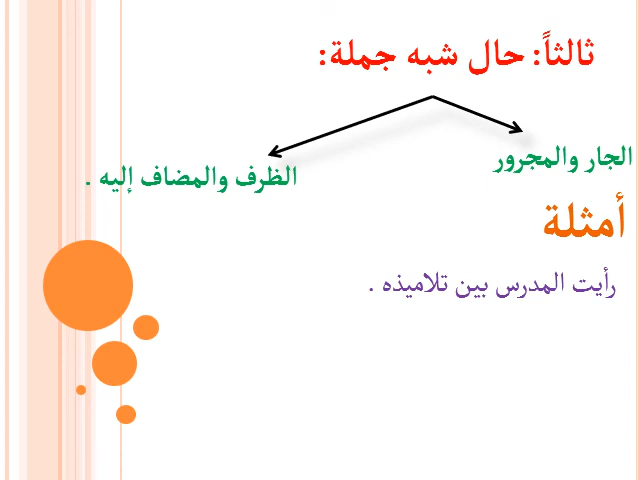 ثالثاً: حال شبه جملة:
الجار والمجرور
الظرف والمضاف إليه .
أمثلة
رأيت المدرس بين تلاميذه .